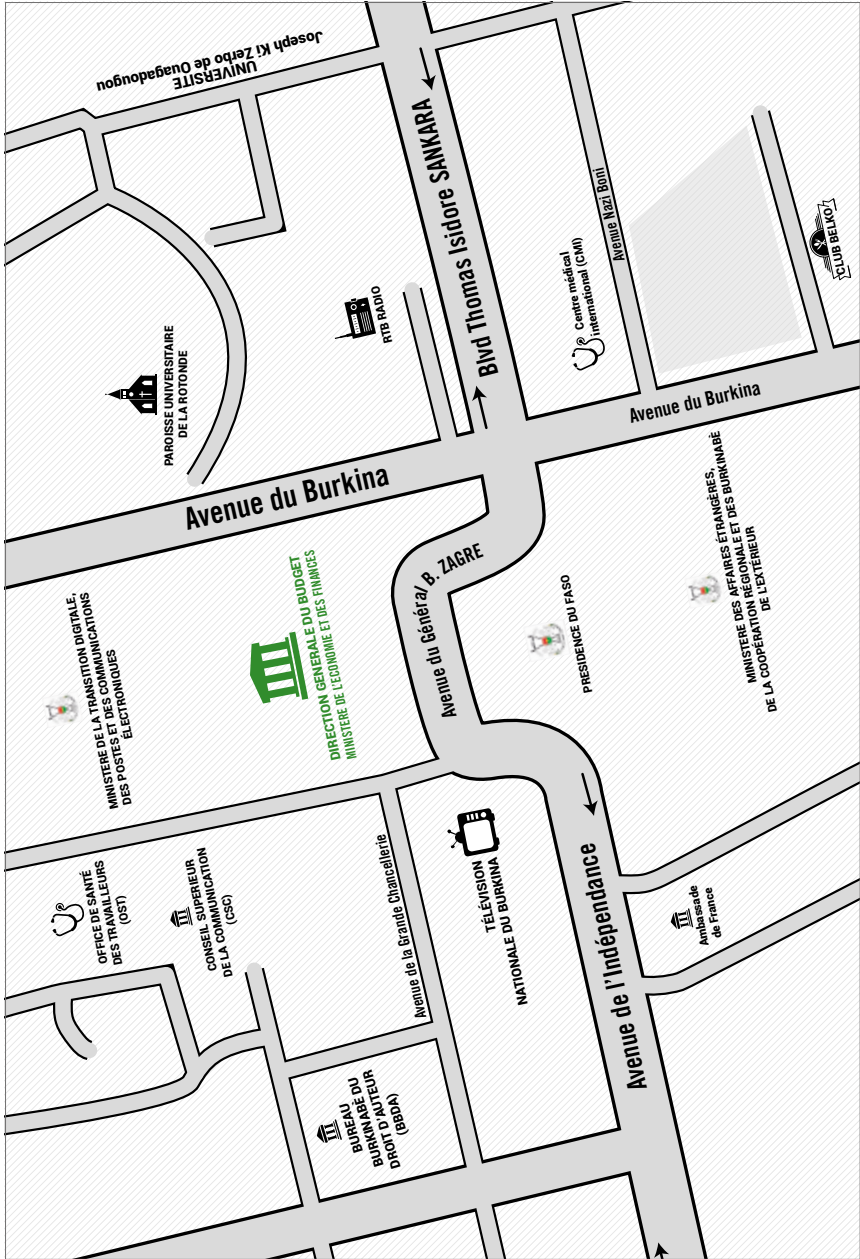 UNIVERSITE
Joseph Ki Zerbo de Ouagadougou
Blvd Thomas Isidore SANKARA
Avenue Nazi Boni
CLUB BELKO
Centre médical
international (CMI)
RTB RADIO
PAROISSE UNIVERSITAIRE
DE LA ROTONDE
Avenue du Burkina
Avenue du Burkina
MINISTERE DE LA TRANSITION DIGITALE,
DES POSTES ET DES COMMUNICATIONS
ÉLECTRONIQUES
DIRECTION GENERALE DU BUDGET
MINISTERE DE L'ECONOMIE ET DES FINANCES
Avenue du Général B. ZAGRE
PRESIDENCE DU FASO
MINISTERE DES AFFAIRES ÉTRANGÈRES,
DE LA COOPÉRATION RÉGIONALE ET DES BURKINABÈ
DE L'EXTÉRIEUR
OFFICE DE SANTÉ
DES TRAVAILLEURS
(OST)
CONSEIL SUPERIEUR
DE LA COMMUNICATION
(CSC)
Avenue de la Grande Chancellerie
TÉLÉVISION
NATIONALE DU BURKINA
Avenue de l'Indépendance
Ambassade
de France
BUREAU
BURKINABÈ DU
DROIT D'AUTEUR
(BBDA)